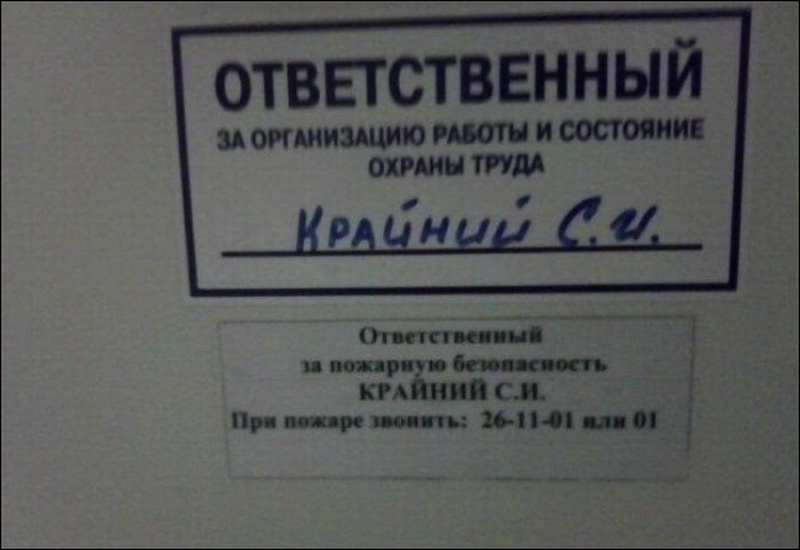 ОТВЕТСТВЕННЫЙ
ЗА ОРГАНИЗАЦИЮ РАБОТЫ И СОСТОЯНИЕ
ОХРАНЫ ТРУДА
КРАЙНИЙ С.И.
Ответственный
за пожарную безопасность
КРАЙНИЙ С.И.
При пожаре звонить: 26-11-01 или 01